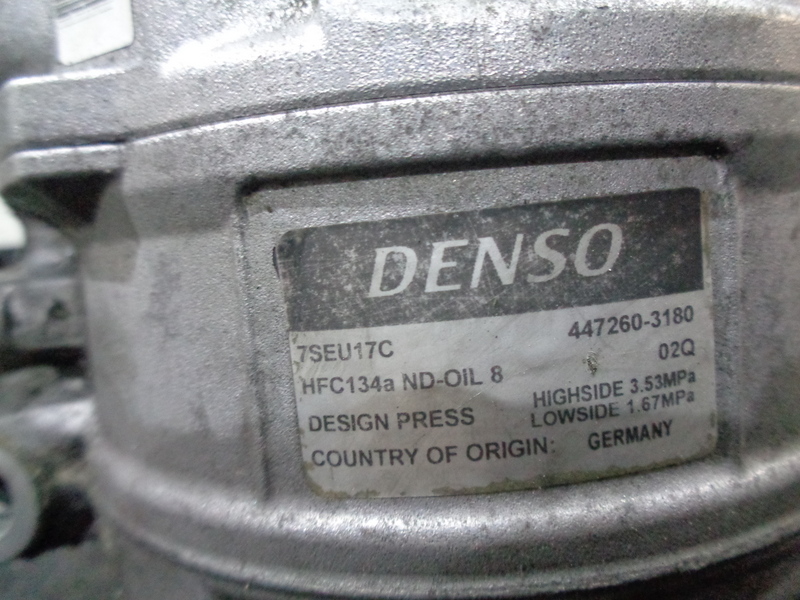 DENSO
7SEU17C 447260-3180
HFC134a ND-OIL 8 02Q
DESIGN PRESS HIGHSIDE 3.53MPa
LOWSIDE 1.67MPa
COUNTRY OF ORIGIN: GERMANY